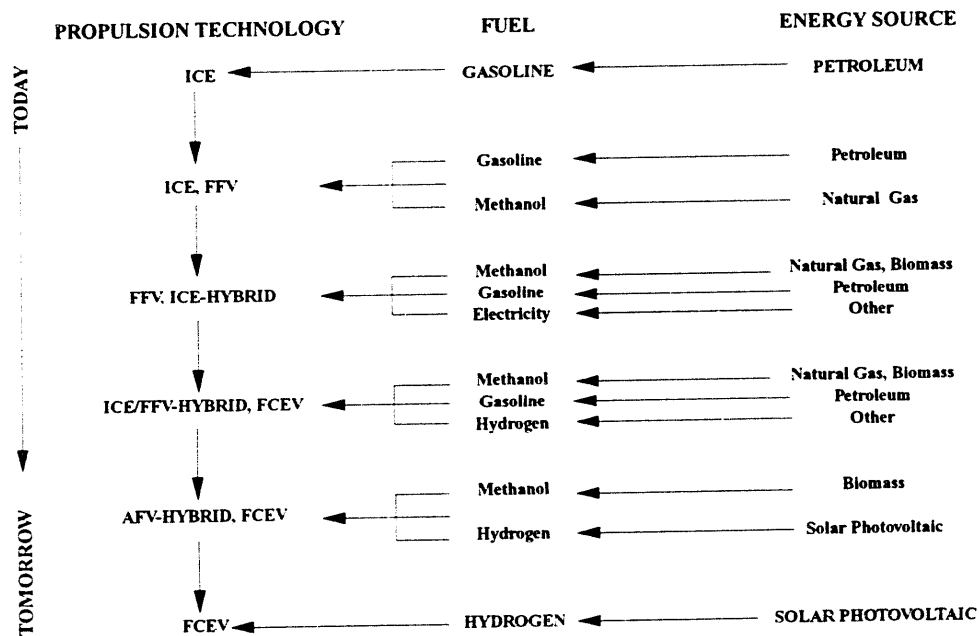 PROPULSION TECHNOLOGY FUEL ENERGY SOURCE
TODAY
ICE GASOLINE PETROLEUM
Gasoline Petroleum
ICE, FFV
Methanol Natural Gas
Methanol Natural Gas, Biomass
FFV, ICE-HYBRID Gasoline Petroleum
Electricity Other
Methanol Natural Gas, Biomass
ICE/FFV-HYBRID, FCEV Gasoline Petroleum
Hydrogen Other
Methanol Biomass
AFV-HYBRID, FCEV
Hydrogen Solar Photovoltaic
TOMORROW
FCEV HYDROGEN SOLAR PHOTOVOLTAIC